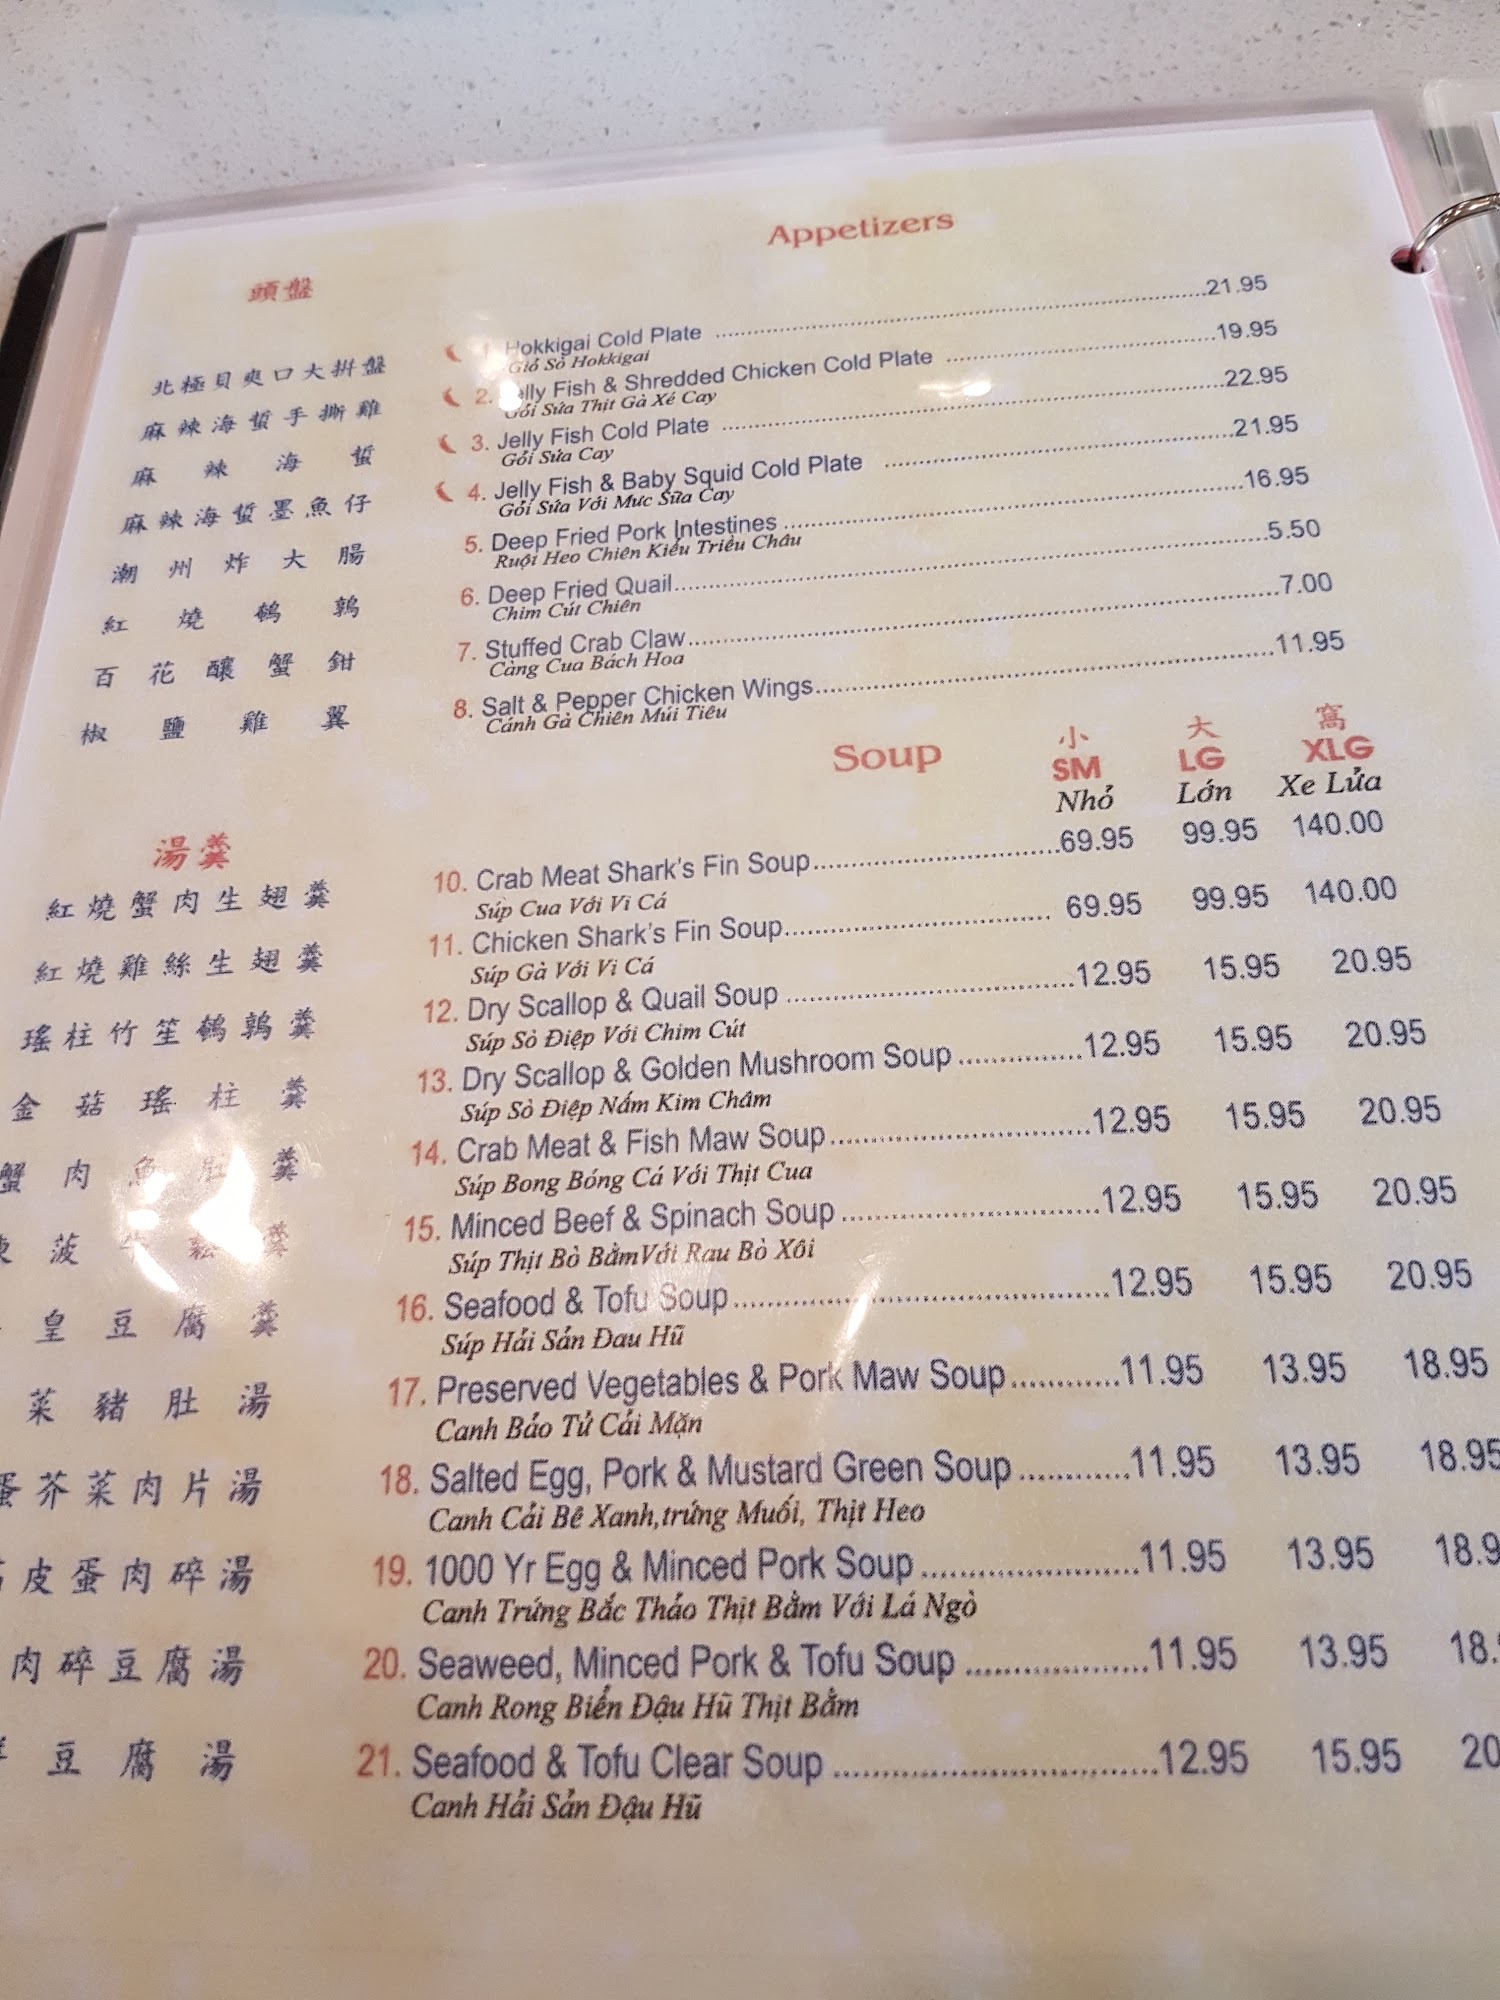 Appetizers
頭盤
北極貝爽口大拼盤
Hokkigai Cold Plate 21.95
Giỏ Sò Hokkigai
麻辣海蜇手撕雞
2. Jelly Fish & Shredded Chicken Cold Plate 19.95
Gỏi Sứa Thịt Gà Xé Cay
麻辣海蜇
3. Jelly Fish Cold Plate 22.95
Gỏi Sứa Cay
麻辣海蜇墨魚仔
4. Jelly Fish & Baby Squid Cold Plate 21.95
Gỏi Sứa Với Mưc Sữa Cay
潮州炸大腸
5. Deep Fried Pork Intestines 16.95
Ruột Heo Chiên Kiểu Triều Châu
紅燒鵪鶉
6. Deep Fried Quail 5.50
Chim Cút Chiên
百花釀蟹鉗
7. Stuffed Crab Claw 7.00
Càng Cua Bách Hoa
椒鹽雞翼
8. Salt & Pepper Chicken Wings 11.95
Cánh Gà Chiên Múi Tiêu
小 大 窩
Soup SM LG XLG
Nhỏ Lớn Xe Lửa
湯羹
紅燒蟹肉生翅羹
10. Crab Meat Shark's Fin Soup 69.95 99.95 140.00
Súp Cua Với Vi Cá
紅燒雞絲生翅羹
11. Chicken Shark's Fin Soup 69.95 99.95 140.00
Súp Gà Với Vi Cá
瑤柱竹笙鵪鶉羹
12. Dry Scallop & Quail Soup 12.95 15.95 20.95
Súp Sò Điệp Với Chim Cút
金菇瑤柱羹
13. Dry Scallop & Golden Mushroom Soup 12.95 15.95 20.95
Súp Sò Điệp Nấm Kim Châm
蟹肉魚肚羹
14. Crab Meat & Fish Maw Soup 12.95 15.95 20.95
Súp Bong Bóng Cá Với Thịt Cua
菠 羹
15. Minced Beef & Spinach Soup 12.95 15.95 20.95
Súp Thịt Bò BằmVới Rau Bò Xôi
皇豆腐羹
16. Seafood & Tofu Soup 12.95 15.95 20.95
Súp Hải Sản Đau Hũ
菜豬肚湯
17. Preserved Vegetables & Pork Maw Soup 11.95 13.95 18.95
Canh Bảo Tử Cải Mặn
蛋芥菜肉片湯
18. Salted Egg, Pork & Mustard Green Soup 11.95 13.95 18.95
Canh Cải Bê Xanh,trứng Muối, Thịt Heo
皮蛋肉碎湯
19. 1000 Yr Egg & Minced Pork Soup 11.95 13.95 18.9
Canh Trứng Bắc Thảo Thịt Bằm Với Lá Ngò
肉碎豆腐湯
20. Seaweed, Minced Pork & Tofu Soup 11.95 13.95 18.
Canh Rong Biển Đậu Hũ Thịt Bằm
豆腐湯
21. Seafood & Tofu Clear Soup 12.95 15.95 20
Canh Hải Sản Đậu Hũ